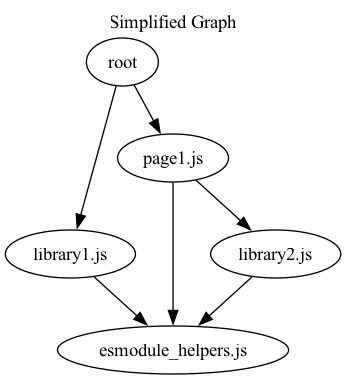 Simplified Graph
root
page1.js
library1.js
library2.js
esmodule_helpers.js